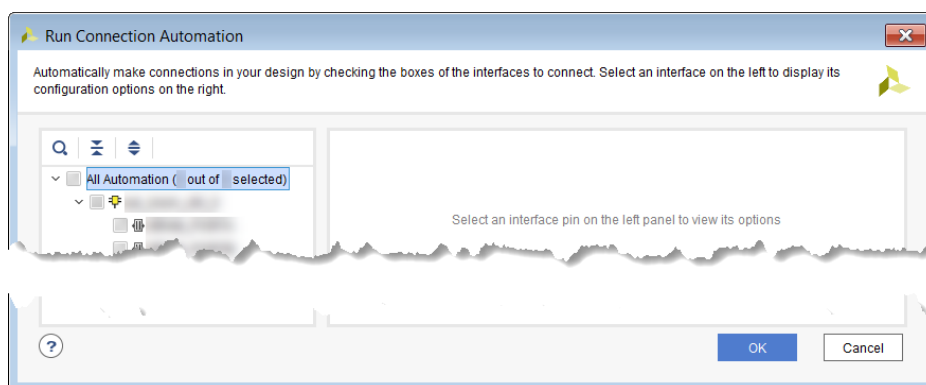 Run Connection Automation
Automatically make connections in your design by checking the boxes of the interfaces to connect. Select an interface on the left to display its
configuration options on the right.
All Automation ( out of selected)
Select an interface pin on the left panel to view its options
?
OK
Cancel